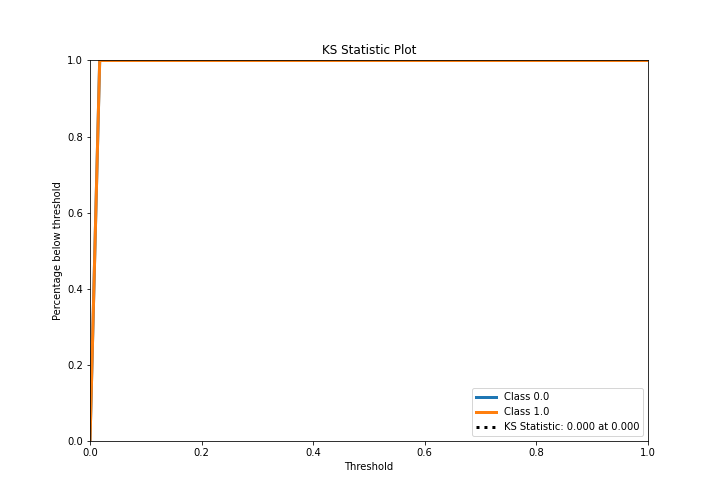 KS Statistic Plot
1.0
0.8
0.6
0.4
0.2
0.0
Percentage below threshold
Class 0.0
Class 1.0
KS Statistic: 0.000 at 0.000
0.0 0.2 0.4 0.6 0.8 1.0
Threshold